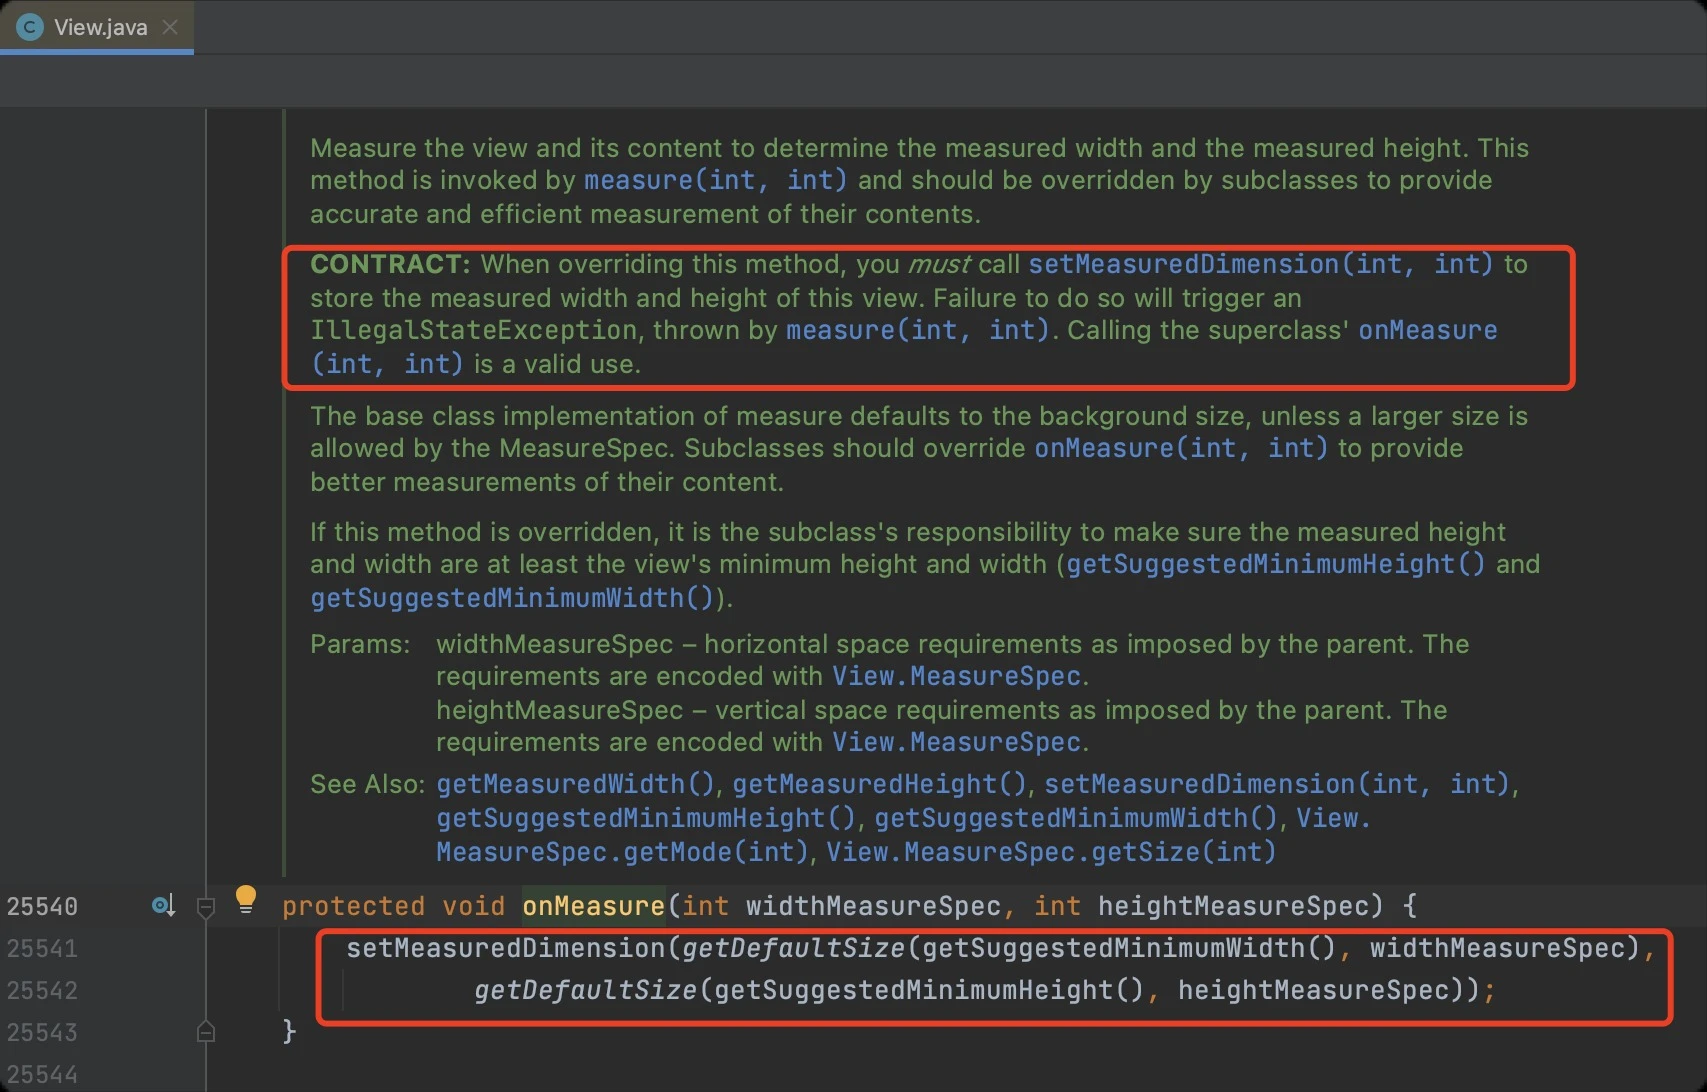 C View.java
Measure the view and its content to determine the measured width and the measured height. This
method is invoked by measure(int, int) and should be overridden by subclasses to provide
accurate and efficient measurement of their contents.
CONTRACT: When overriding this method, you must call setMeasuredDimension(int, int) to
store the measured width and height of this view. Failure to do so will trigger an
IllegalStateException, thrown by measure(int, int). Calling the superclass' onMeasure
(int, int) is a valid use.
The base class implementation of measure defaults to the background size, unless a larger size is
allowed by the MeasureSpec. Subclasses should override onMeasure(int, int) to provide
better measurements of their content.
If this method is overridden, it is the subclass's responsibility to make sure the measured height
and width are at least the view's minimum height and width (getSuggestedMinimumHeight() and
getSuggestedMinimumWidth()).
Params: widthMeasureSpec – horizontal space requirements as imposed by the parent. The
requirements are encoded with View.MeasureSpec.
heightMeasureSpec – vertical space requirements as imposed by the parent. The
requirements are encoded with View.MeasureSpec.
See Also: getMeasuredWidth(), getMeasuredHeight(), setMeasuredDimension(int, int),
getSuggestedMinimumHeight(), getSuggestedMinimumWidth(), View.
MeasureSpec.getMode(int), View.MeasureSpec.getSize(int)
25540 protected void onMeasure(int widthMeasureSpec, int heightMeasureSpec) {
25541 setMeasuredDimension(getDefaultSize(getSuggestedMinimumWidth(), widthMeasureSpec),
25542 getDefaultSize(getSuggestedMinimumHeight(), heightMeasureSpec));
25543 }
25544